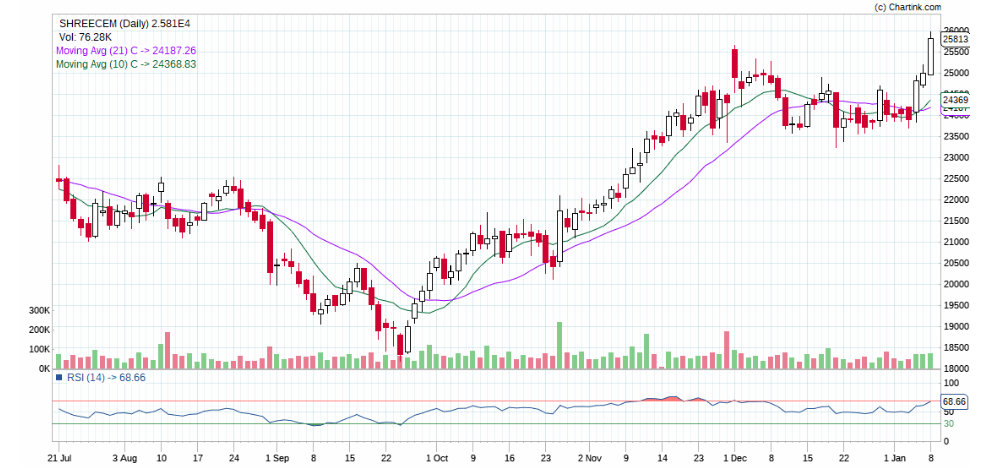 (c) Chartink.com
SHREECEM (Daily) 2.581E4
Vol: 76.28K
Moving Avg (21) C -> 24187.26
Moving Avg (10) C -> 24368.83
26000
25813
25500
25000
24369
24000
23500
23000
22500
22000
21500
21000
20500
20000
19500
19000
18500
18000
300K
200K
100K
0K
RSI (14) -> 68.66
100
68.66
50
30
0
21 Jul 3 Aug 10 17 24 1 Sep 8 15 22 1 Oct 9 16 23 2 Nov 9 16 23 1 Dec 8 15 22 1 Jan 8